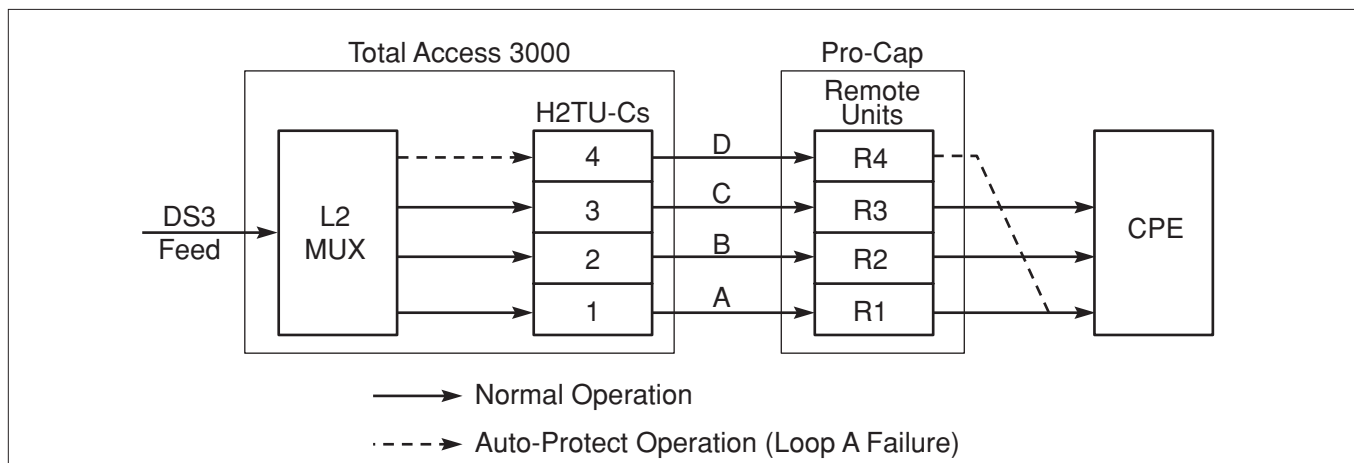 Total Access 3000
Pro-Cap
H2TU-Cs
Remote
Units
DS3
Feed
L2
MUX
4
3
2
1
D
C
B
A
R4
R3
R2
R1
CPE
Normal Operation
Auto-Protect Operation (Loop A Failure)